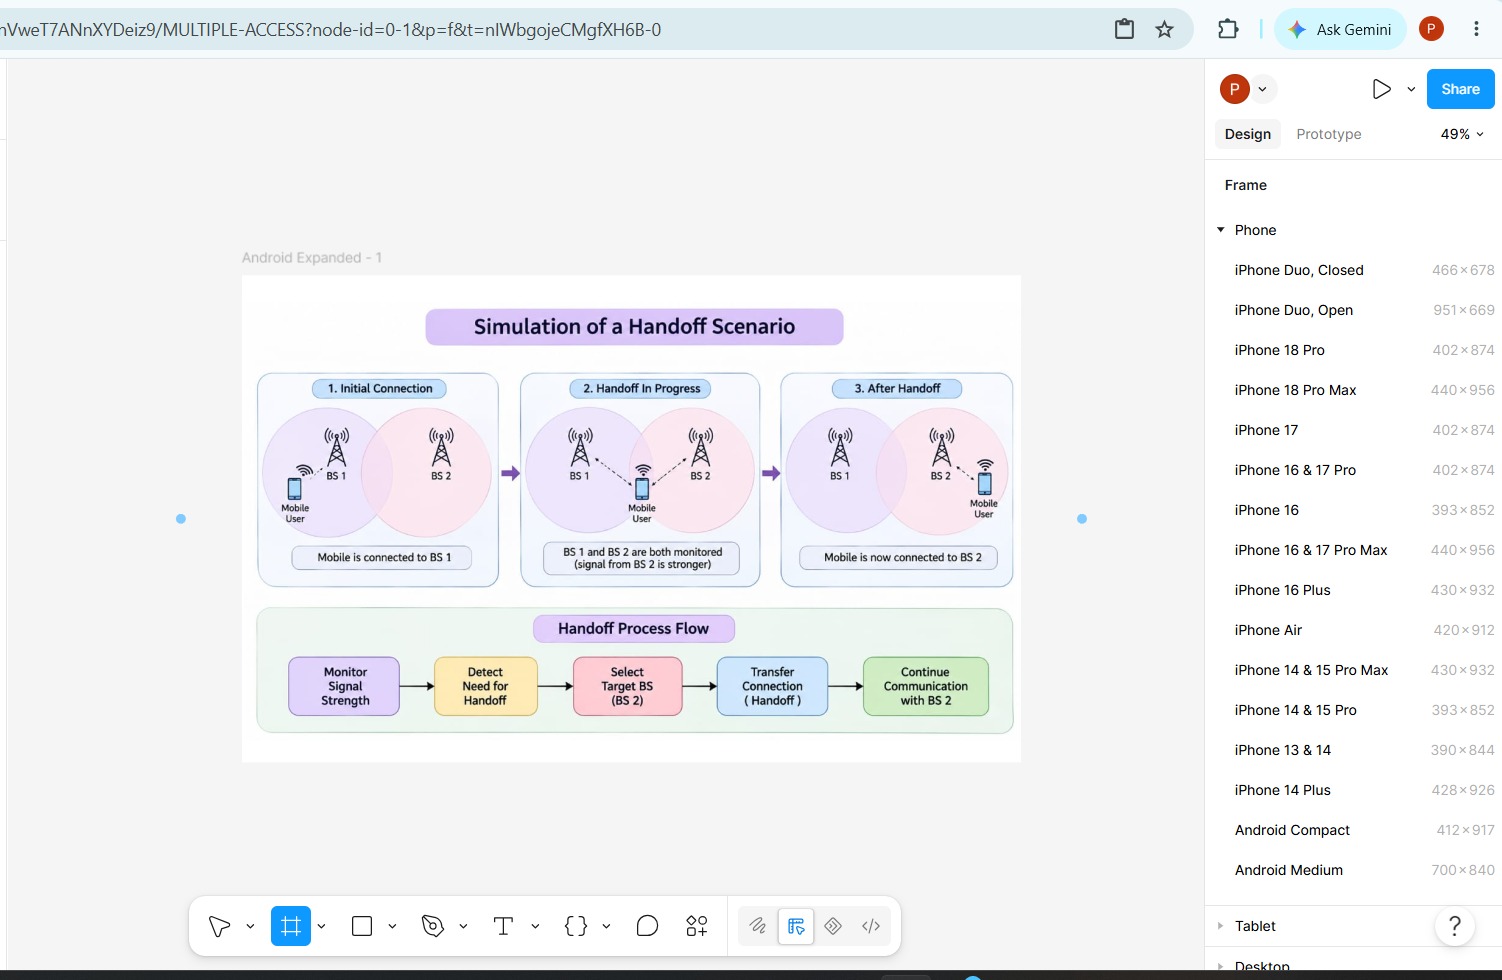 nVweT7ANnXYDeiz9/MULTIPLE-ACCESS?node-id=0-1&p=f&t=nIWbgojeCMgfXH6B-0
Ask Gemini
P
P
Share
Design
Prototype
49%
Frame
Phone
iPhone Duo, Closed 466×678
iPhone Duo, Open 951×669
iPhone 18 Pro 402×874
iPhone 18 Pro Max 440×956
iPhone 17 402×874
iPhone 16 & 17 Pro 402×874
iPhone 16 393×852
iPhone 16 & 17 Pro Max 440×956
iPhone 16 Plus 430×932
iPhone Air 420×912
iPhone 14 & 15 Pro Max 430×932
iPhone 14 & 15 Pro 393×852
iPhone 13 & 14 390×844
iPhone 14 Plus 428×926
Android Compact 412×917
Android Medium 700×840
Tablet
?
Desktop
Android Expanded - 1
Simulation of a Handoff Scenario
1. Initial Connection
BS 1
BS 2
Mobile
User
Mobile is connected to BS 1
2. Handoff In Progress
BS 1
BS 2
Mobile
User
BS 1 and BS 2 are both monitored
(signal from BS 2 is stronger)
3. After Handoff
BS 1
BS 2
Mobile
User
Mobile is now connected to BS 2
Handoff Process Flow
Monitor
Signal
Strength
Detect
Need for
Handoff
Select
Target BS
(BS 2)
Transfer
Connection
( Handoff )
Continue
Communication
with BS 2